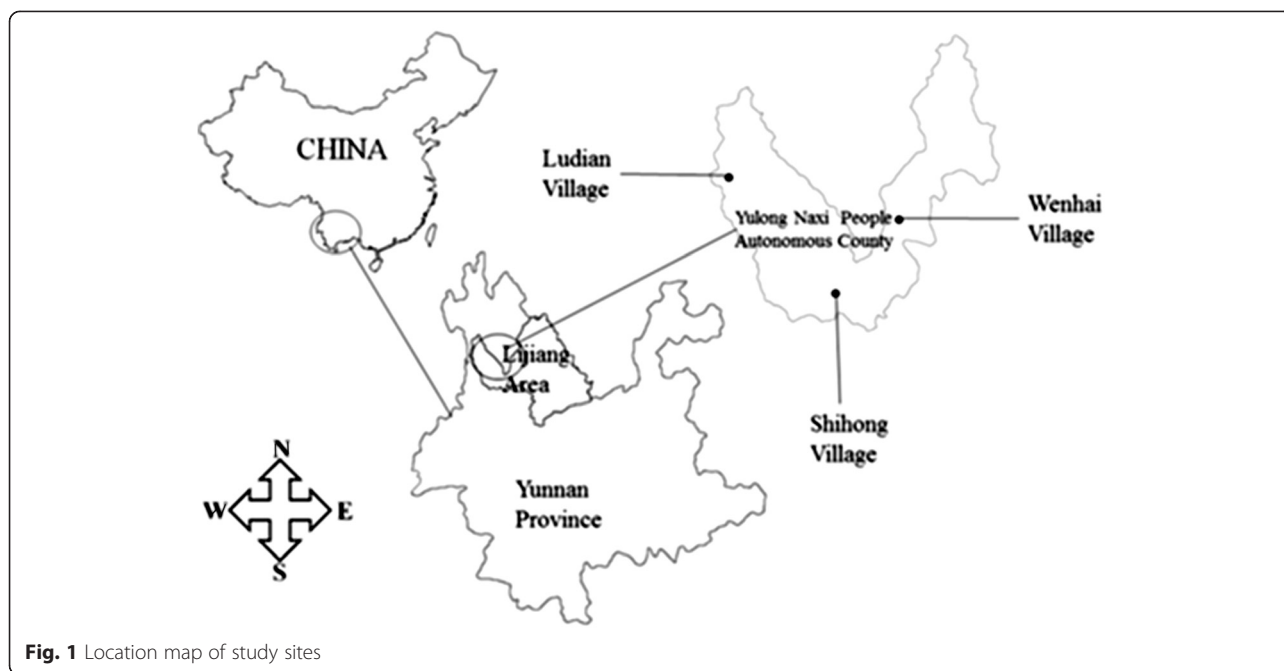 CHINA
Ludian
Village
Yulong Naxi People
Autonomous County
Wenhai
Village
Lijiang
Area
Shihong
Village
Yunnan
Province
N
W
E
S
Fig. 1 Location map of study sites